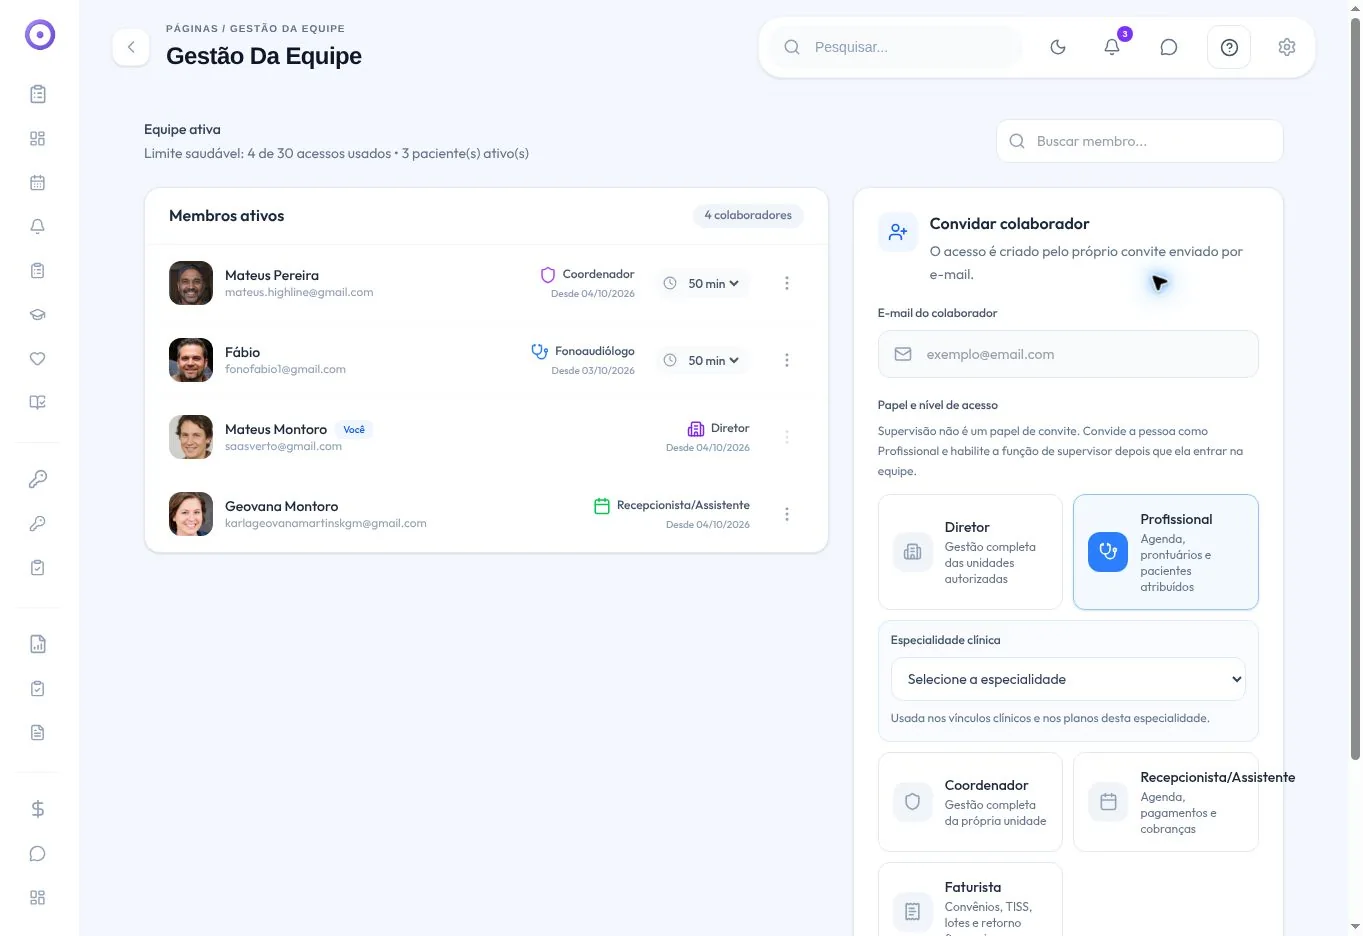 PÁGINAS / GESTÃO DA EQUIPE
Gestão Da Equipe
Pesquisar...
3
Equipe ativa
Limite saudável: 4 de 30 acessos usados • 3 paciente(s) ativo(s)
Buscar membro...
Membros ativos
4 colaboradores
Mateus Pereira
mateus.highline@gmail.com
Coordenador
Desde 04/10/2026
50 min
Fábio
fonofabio1@gmail.com
Fonoaudiólogo
Desde 03/10/2026
50 min
Mateus Montoro Você
saasverto@gmail.com
Diretor
Desde 04/10/2026
Geovana Montoro
karlageovanamartinskgm@gmail.com
Recepcionista/Assistente
Desde 04/10/2026
Convidar colaborador
O acesso é criado pelo próprio convite enviado por
e-mail.
E-mail do colaborador
exemplo@email.com
Papel e nível de acesso
Supervisão não é um papel de convite. Convide a pessoa como
Profissional e habilite a função de supervisor depois que ela entrar na
equipe.
Diretor
Gestão completa
das unidades
autorizadas
Profissional
Agenda,
prontuários e
pacientes
atribuídos
Especialidade clínica
Selecione a especialidade
Usada nos vínculos clínicos e nos planos desta especialidade.
Coordenador
Gestão completa
da própria unidade
Recepcionista/Assistente
Agenda,
pagamentos e
cobranças
Faturista
Convênios, TISS,
lotes e retorno